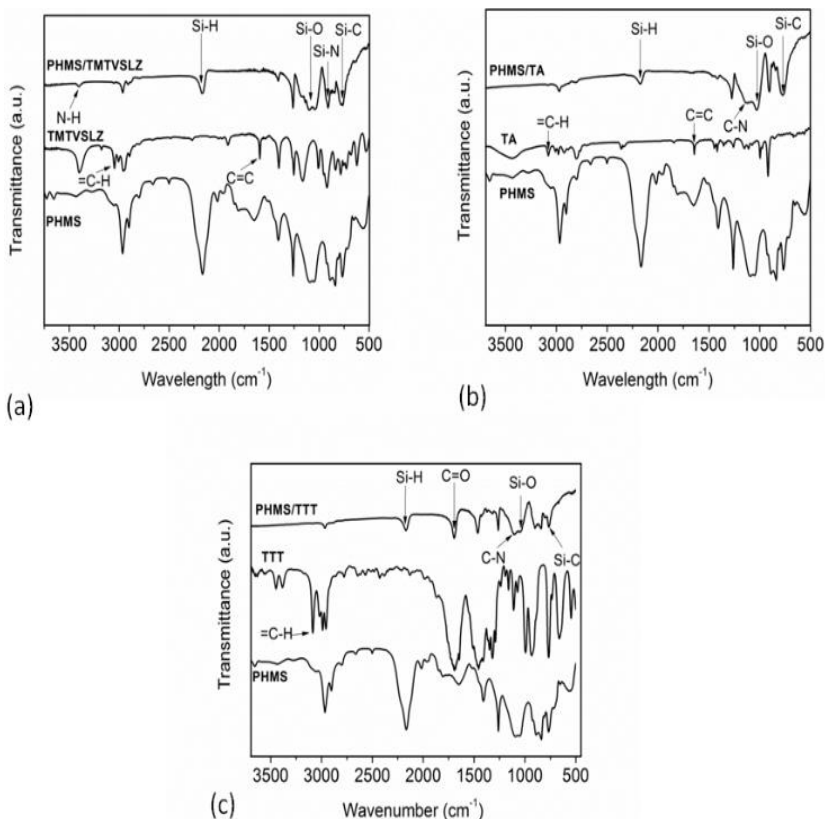 Si-H
Si-O
Si-C
Si-N
PHMS/TMTVSLZ
N-H
TMTVSLZ
=C-H
C=C
PHMS
Transmittance (a.u.)
3500 3000 2500 2000 1500 1000 500
Wavelength (cm-1)
(a)
Si-H
Si-C
Si-O
PHMS/TA
C-N
=C-H
C=C
TA
PHMS
Transmittance (a.u.)
3500 3000 2500 2000 1500 1000 500
Wavelength (cm-1)
(b)
Si-H
C=O
Si-O
PHMS/TTT
C-N
Si-C
TTT
=C-H
PHMS
Transmittance (a.u.)
3500 3000 2500 2000 1500 1000 500
Wavenumber (cm-1)
(c)